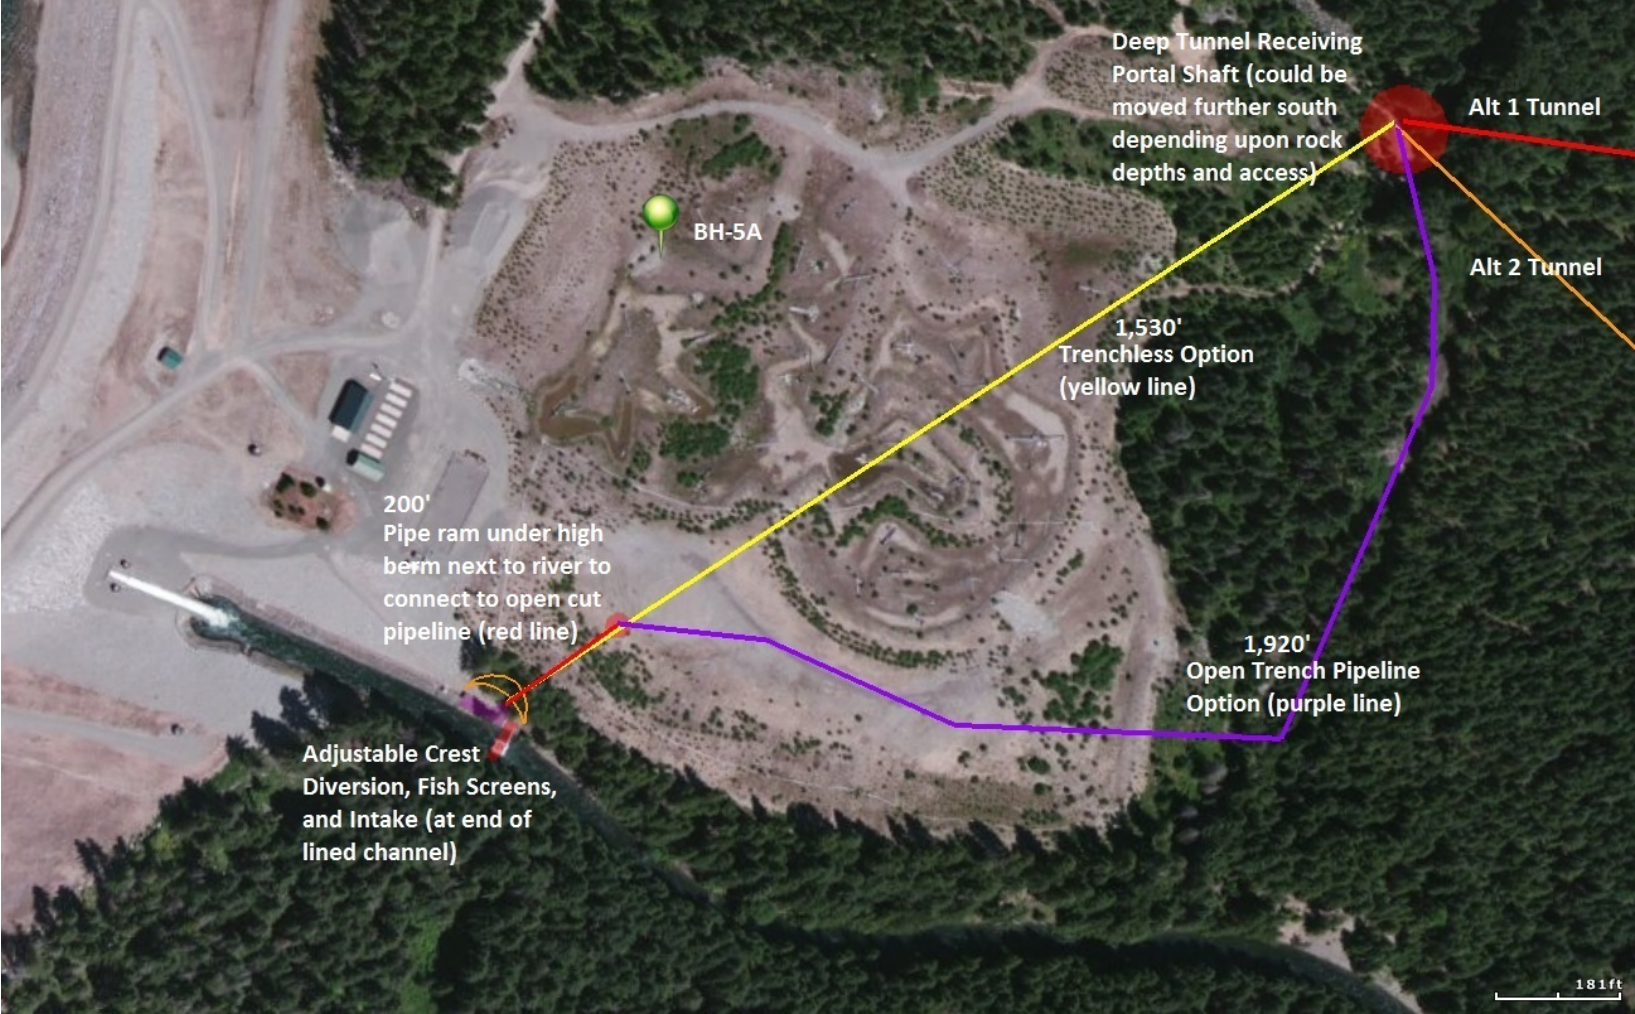 Deep Tunnel Receiving
Portal Shaft (could be
moved further south
depending upon rock
depths and access)
Alt 1 Tunnel
BH-5A
Alt 2 Tunnel
1,530'
Trenchless Option
(yellow line)
200'
Pipe ram under high
berm next to river to
connect to open cut
pipeline (red line)
1,920'
Open Trench Pipeline
Option (purple line)
Adjustable Crest
Diversion, Fish Screens,
and Intake (at end of
lined channel)
181ft